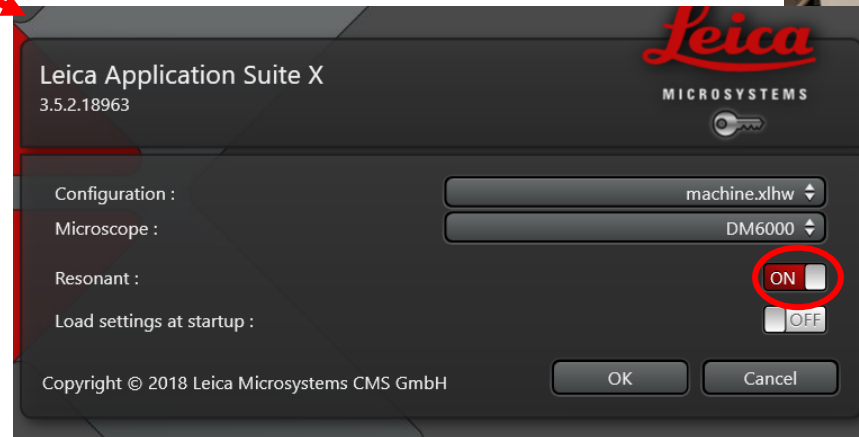 Leica
Leica Application Suite X
3.5.2.18963
MICROSYSTEMS
Configuration :
machine.xlhw
Microscope :
DM6000
Resonant :
ON
Load settings at startup :
OFF
Copyright © 2018 Leica Microsystems CMS GmbH
OK
Cancel